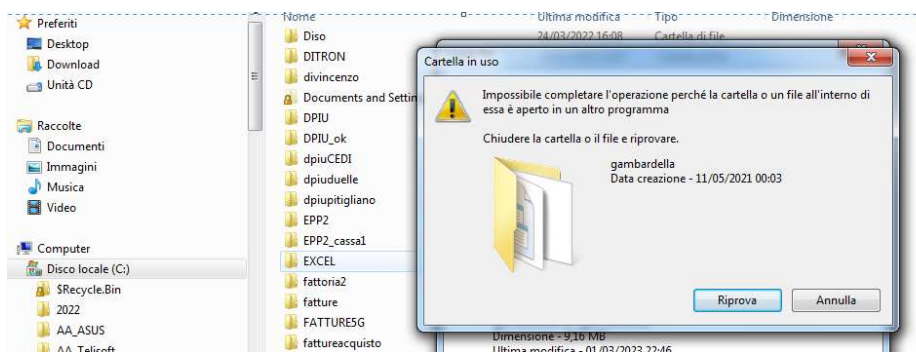 Nome Ultima modifica Tipo Dimensione
Preferiti
Desktop
Download
Unità CD
Raccolte
Documenti
Immagini
Musica
Video
Computer
Disco locale (C:)
$Recycle.Bin
2022
AA_ASUS
AA_Telisoft
Diso 24/03/2022 16:08 Cartella di file
DITRON
divincenzo
Documents and Settin
DPIU
DPIU_ok
dpiuCEDI
dpiuduelle
dpiupitigliano
EPP2
EPP2_cassa1
EXCEL
fattoria2
fatture
FATTURE5G
fattureacquisto
Cartella in uso
Impossibile completare l'operazione perché la cartella o un file all'interno di
essa è aperto in un altro programma
Chiudere la cartella o il file e riprovare.
gambardella
Data creazione - 11/05/2021 00:03
Riprova Annulla
Dimensione - 9,16 MB
Ultima modifica - 01/03/2023 22:46